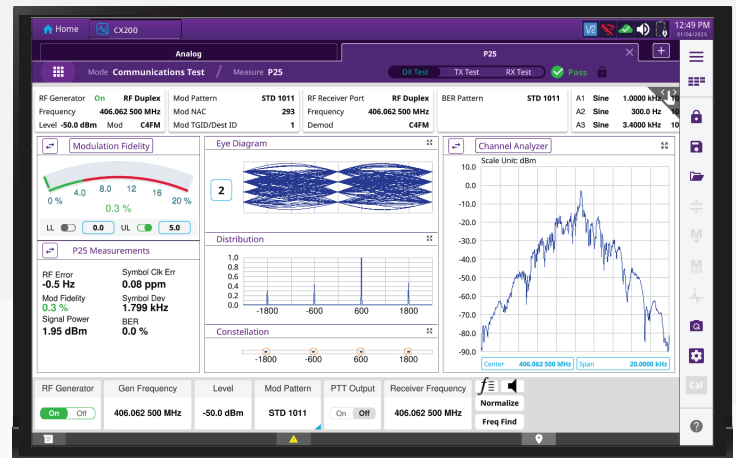 Home
CX200
12:49 PM
01/04/2025
Analog
P25
Mode Communications Test / Measure P25
DX Test TX Test RX Test Pass
RF Generator On RF Duplex
Frequency 406.062 500 MHz
Level -50.0 dBm Mod C4FM
Mod Pattern STD 1011
Mod NAC 293
Mod TGID/Dest ID 1
RF Receiver Port RF Duplex
Frequency 406.062 500 MHz
Demod C4FM
BER Pattern STD 1011
A1 Sine 1.0000 kHz 10
A2 Sine 300.0 Hz 10
A3 Sine 3.4000 kHz 10
Modulation Fidelity
0 % 4.0 8.0 12 16 20 %
0.3 %
LL 0.0 UL 5.0
P25 Measurements
RF Error
-0.5 Hz
Symbol Clk Err
0.08 ppm
Mod Fidelity
0.3 %
Symbol Dev
1.799 kHz
Signal Power
1.95 dBm
BER
0.0 %
Eye Diagram
2
Distribution
1.0
0.8
0.6
0.4
0.2
0.0
-1800 -600 600 1800
Constellation
-1800 -600 600 1800
Channel Analyzer
Scale Unit: dBm
10.0
0.0
-10.0
-20.0
-30.0
-40.0
-50.0
-60.0
-70.0
-80.0
-90.0
Center 406.062 500 MHz Span 20.0000 kHz
RF Generator
On Off
Gen Frequency
406.062 500 MHz
Level
-50.0 dBm
Mod Pattern
STD 1011
PTT Output
On Off
Receiver Frequency
406.062 500 MHz
Normalize
Freq Find
M
M
Cal